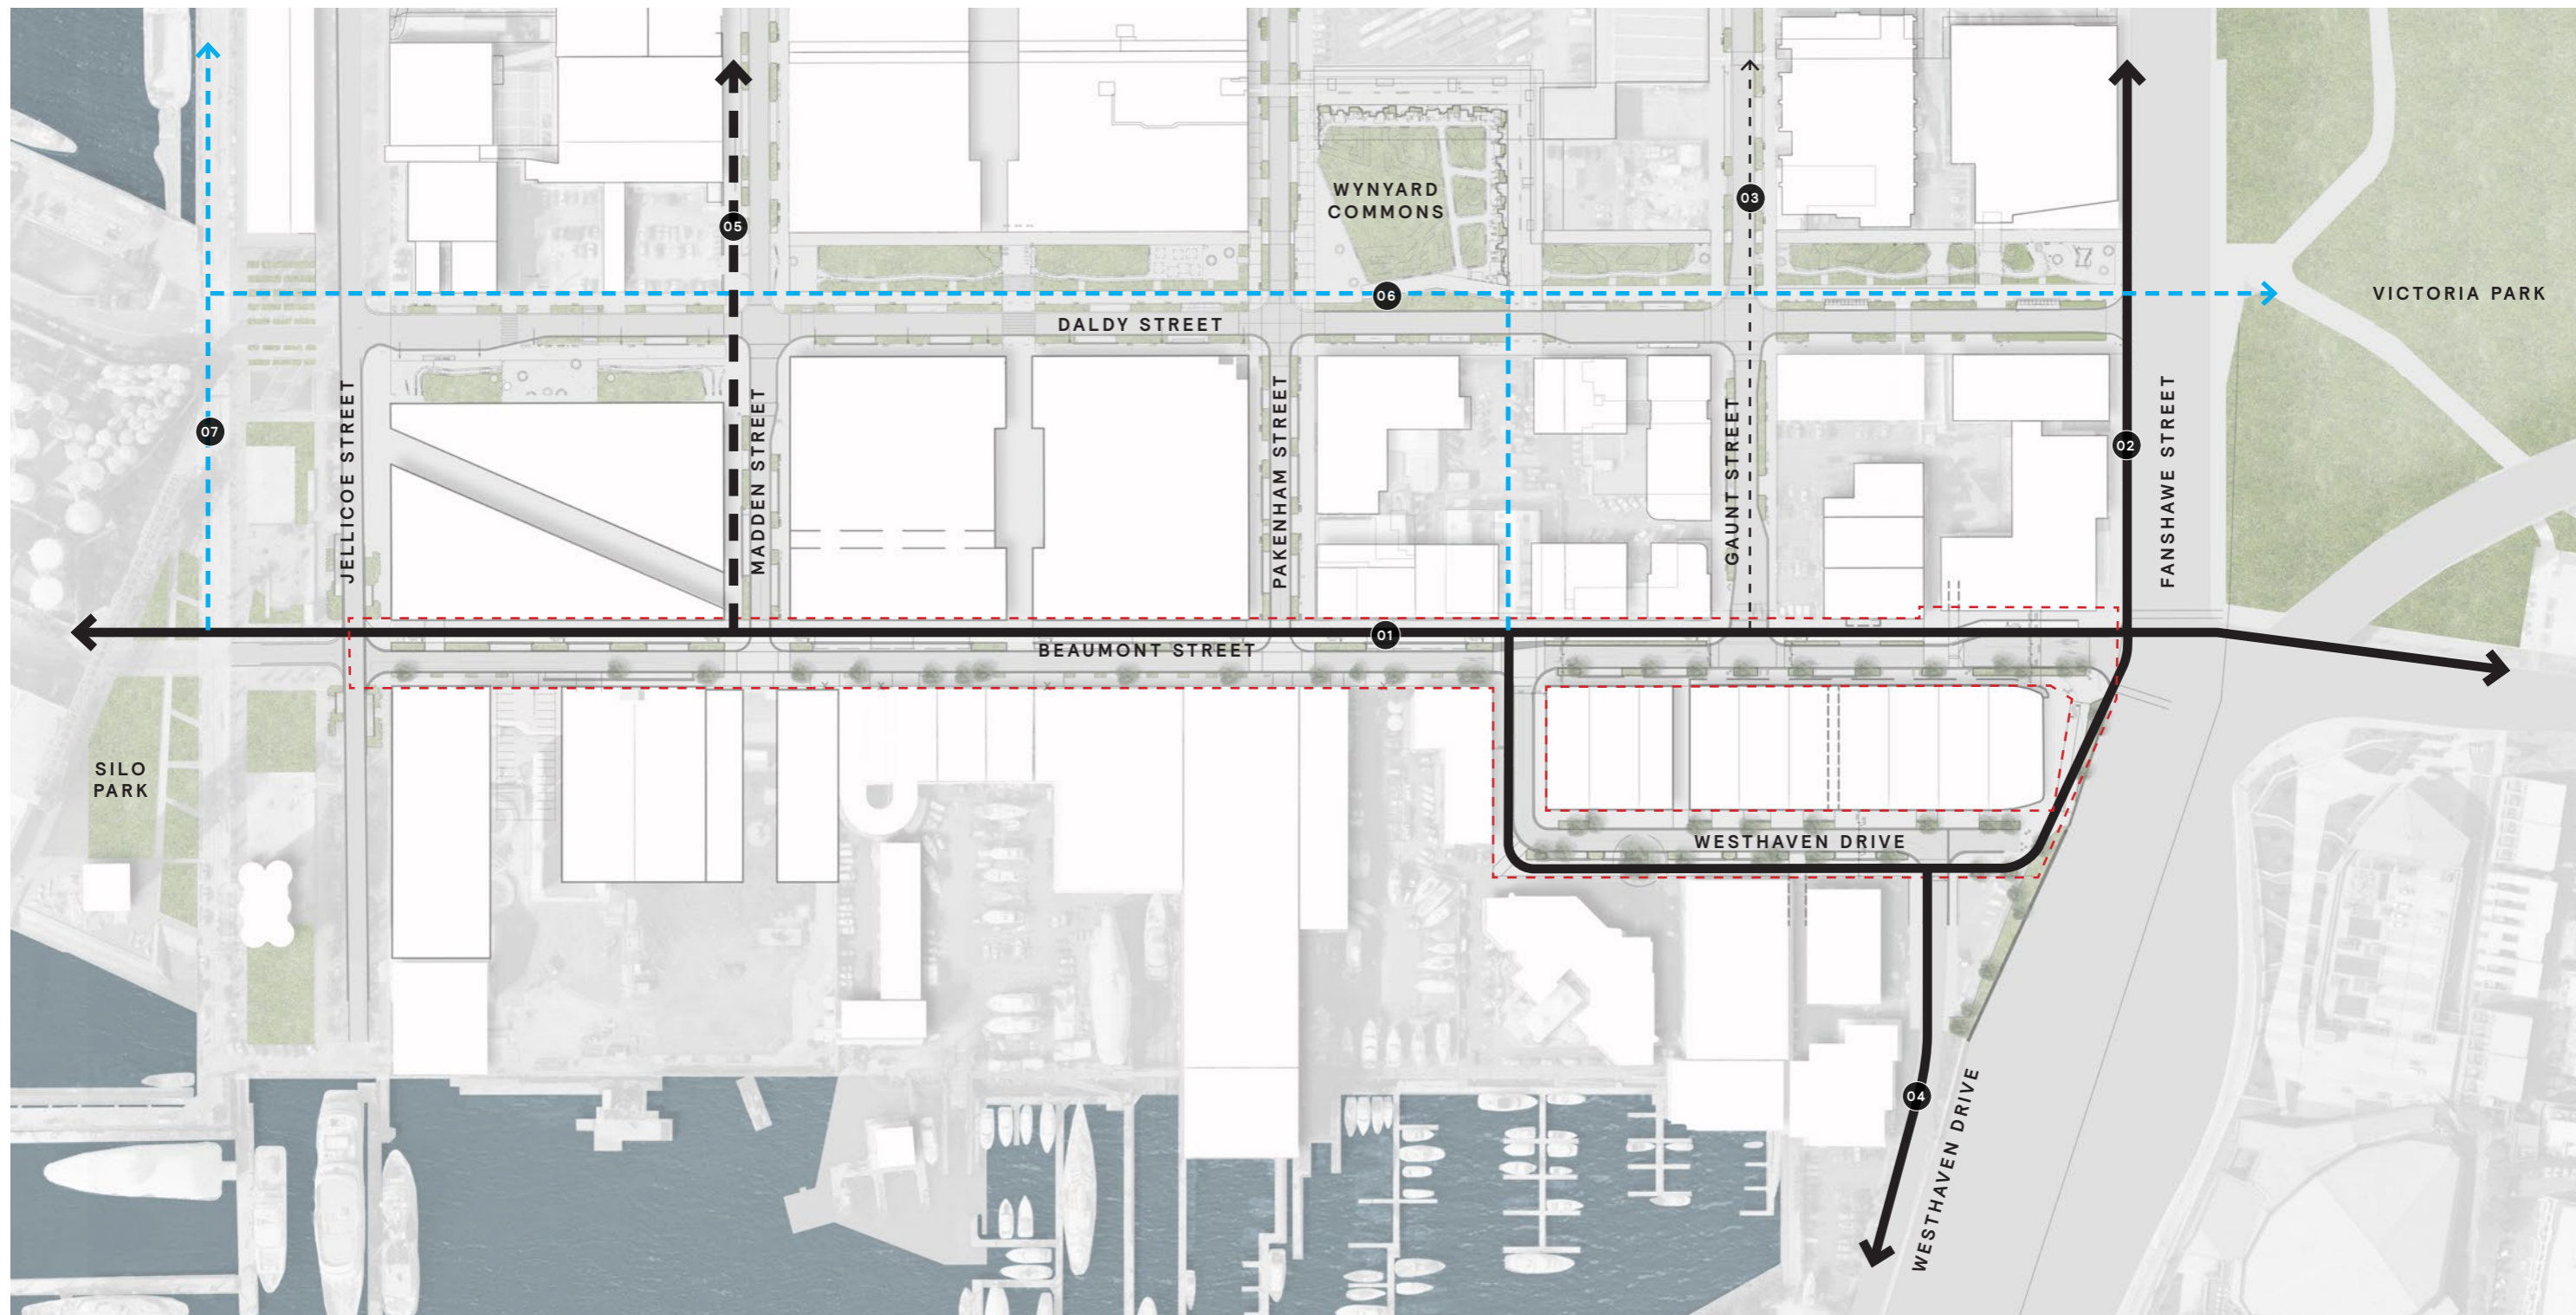 WYNYARD
COMMONS
03
05
06
VICTORIA PARK
DALDY STREET
07
JELLICOE STREET
MADDEN STREET
PAKENHAM STREET
GAUNT STREET
02
FANSHAWE STREET
01
BEAUMONT STREET
SILO
PARK
WESTHAVEN DRIVE
04
WESTHAVEN DRIVE